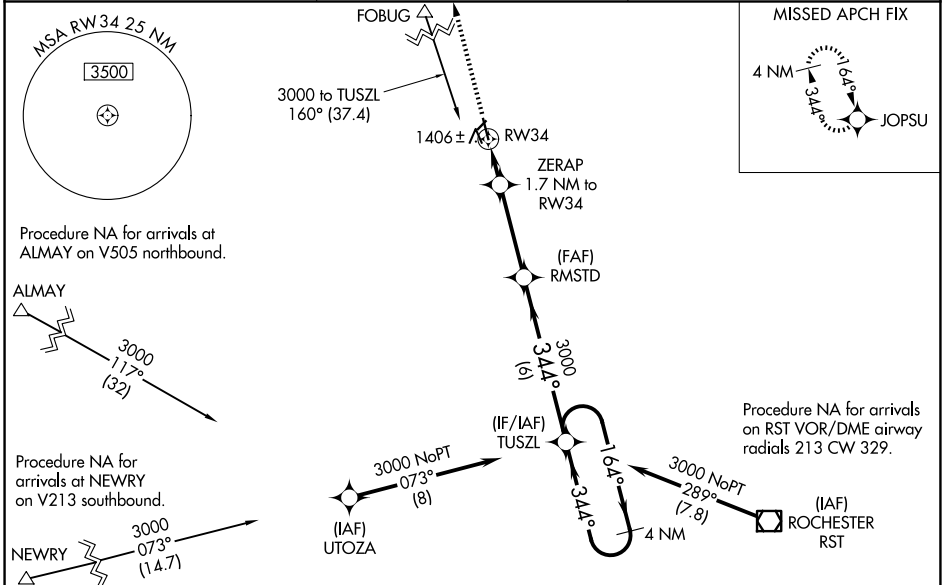 MSA RW34 25 NM
3500
FOBUG
3000 to TUSZL
160° (37.4)
1406 ±
RW34
ZERAP
1.7 NM to
RW34
MISSED APCH FIX
4 NM
164°
344°
JOPSU
Procedure NA for arrivals at
ALMAY on V505 northbound.
ALMAY
3000
117°
(32)
(FAF)
RMSTD
3000
344°
(6)
(IF/IAF)
TUSZL
164°
344°
4 NM
Procedure NA for arrivals
on RST VOR/DME airway
radials 213 CW 329.
3000 NoPT
289°
(7.8)
(IAF)
ROCHESTER
RST
3000 NoPT
073°
(8)
(IAF)
UTOZA
Procedure NA for
arrivals at NEWRY
on V213 southbound.
3000
073°
(14.7)
NEWRY